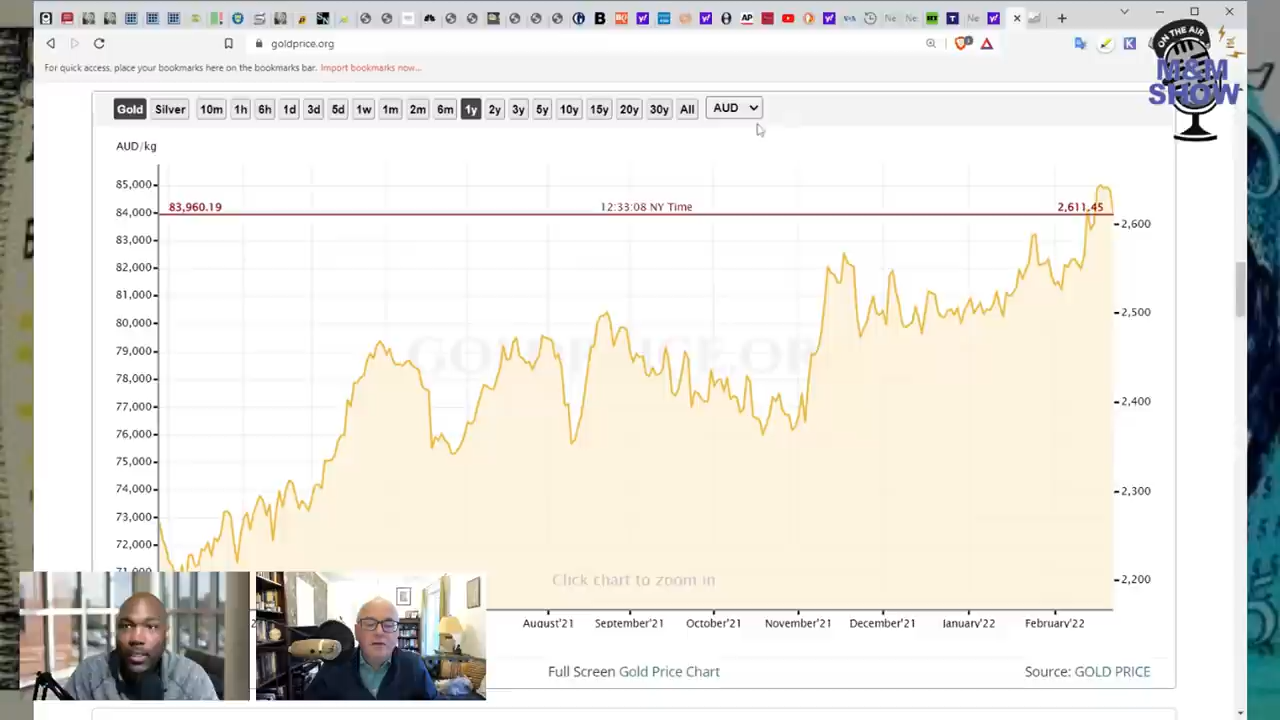 goldprice.org
ON THE AIR
M&M
SHOW
For quick access, place your bookmarks here on the bookmarks bar. Import bookmarks now...
Gold Silver 10m 1h 6h 1d 3d 5d 1w 1m 2m 6m 1y 2y 3y 5y 10y 15y 20y 30y All AUD
AUD/kg
85,000
84,000
83,960.19 12:33:08 NY Time 2,611.45
83,000
82,000
81,000
80,000
79,000
78,000
77,000
76,000
75,000
74,000
73,000
72,000
2,600
2,500
2,400
2,300
2,200
GOLDPRICE.OR
Click chart to zoom in
August'21 September'21 October'21 November'21 December'21 January'22 February'22
Full Screen Gold Price Chart Source: GOLD PRICE